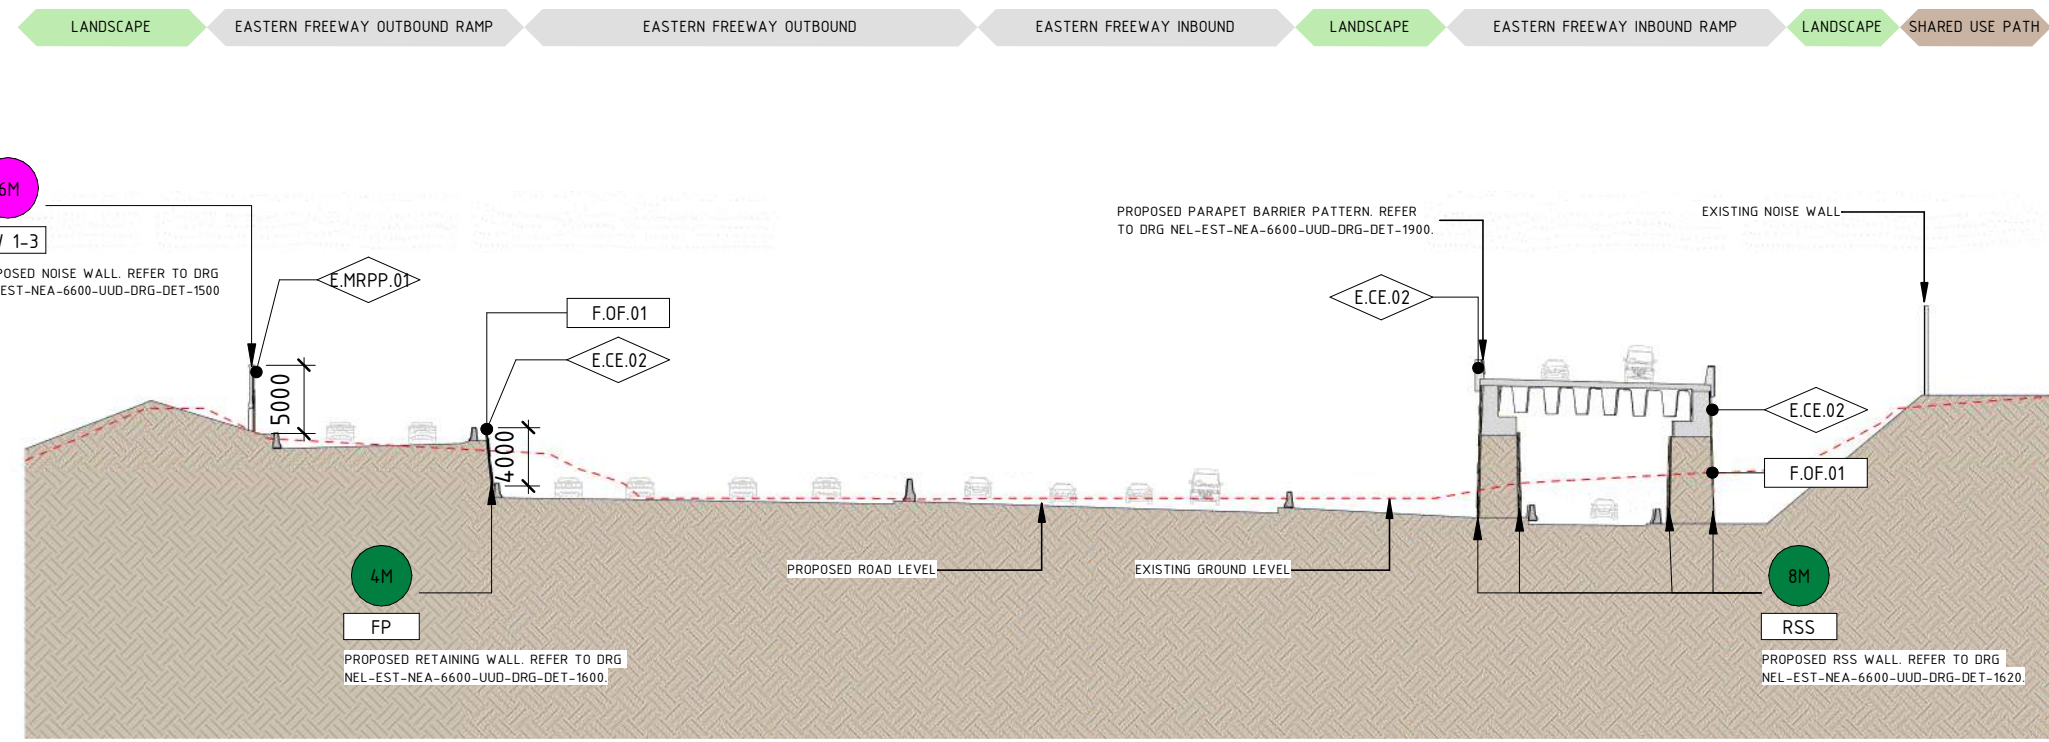 LANDSCAPE
EASTERN FREEWAY OUTBOUND RAMP
EASTERN FREEWAY OUTBOUND
EASTERN FREEWAY INBOUND
LANDSCAPE
EASTERN FREEWAY INBOUND RAMP
LANDSCAPE
SHARED USE PATH
6M
1-3
NOISE WALL. REFER TO DRG
EST-NEA-6600-UUD-DRG-DET-1500
E.MRPP.01
5000
F.OF.01
E.CE.02
4000
PROPOSED PARAPET BARRIER PATTERN. REFER
TO DRG NEL-EST-NEA-6600-UUD-DRG-DET-1900.
EXISTING NOISE WALL
E.CE.02
E.CE.02
F.OF.01
PROPOSED ROAD LEVEL
EXISTING GROUND LEVEL
4M
FP
PROPOSED RETAINING WALL. REFER TO DRG
NEL-EST-NEA-6600-UUD-DRG-DET-1600.
8M
RSS
PROPOSED RSS WALL. REFER TO DRG
NEL-EST-NEA-6600-UUD-DRG-DET-1620.